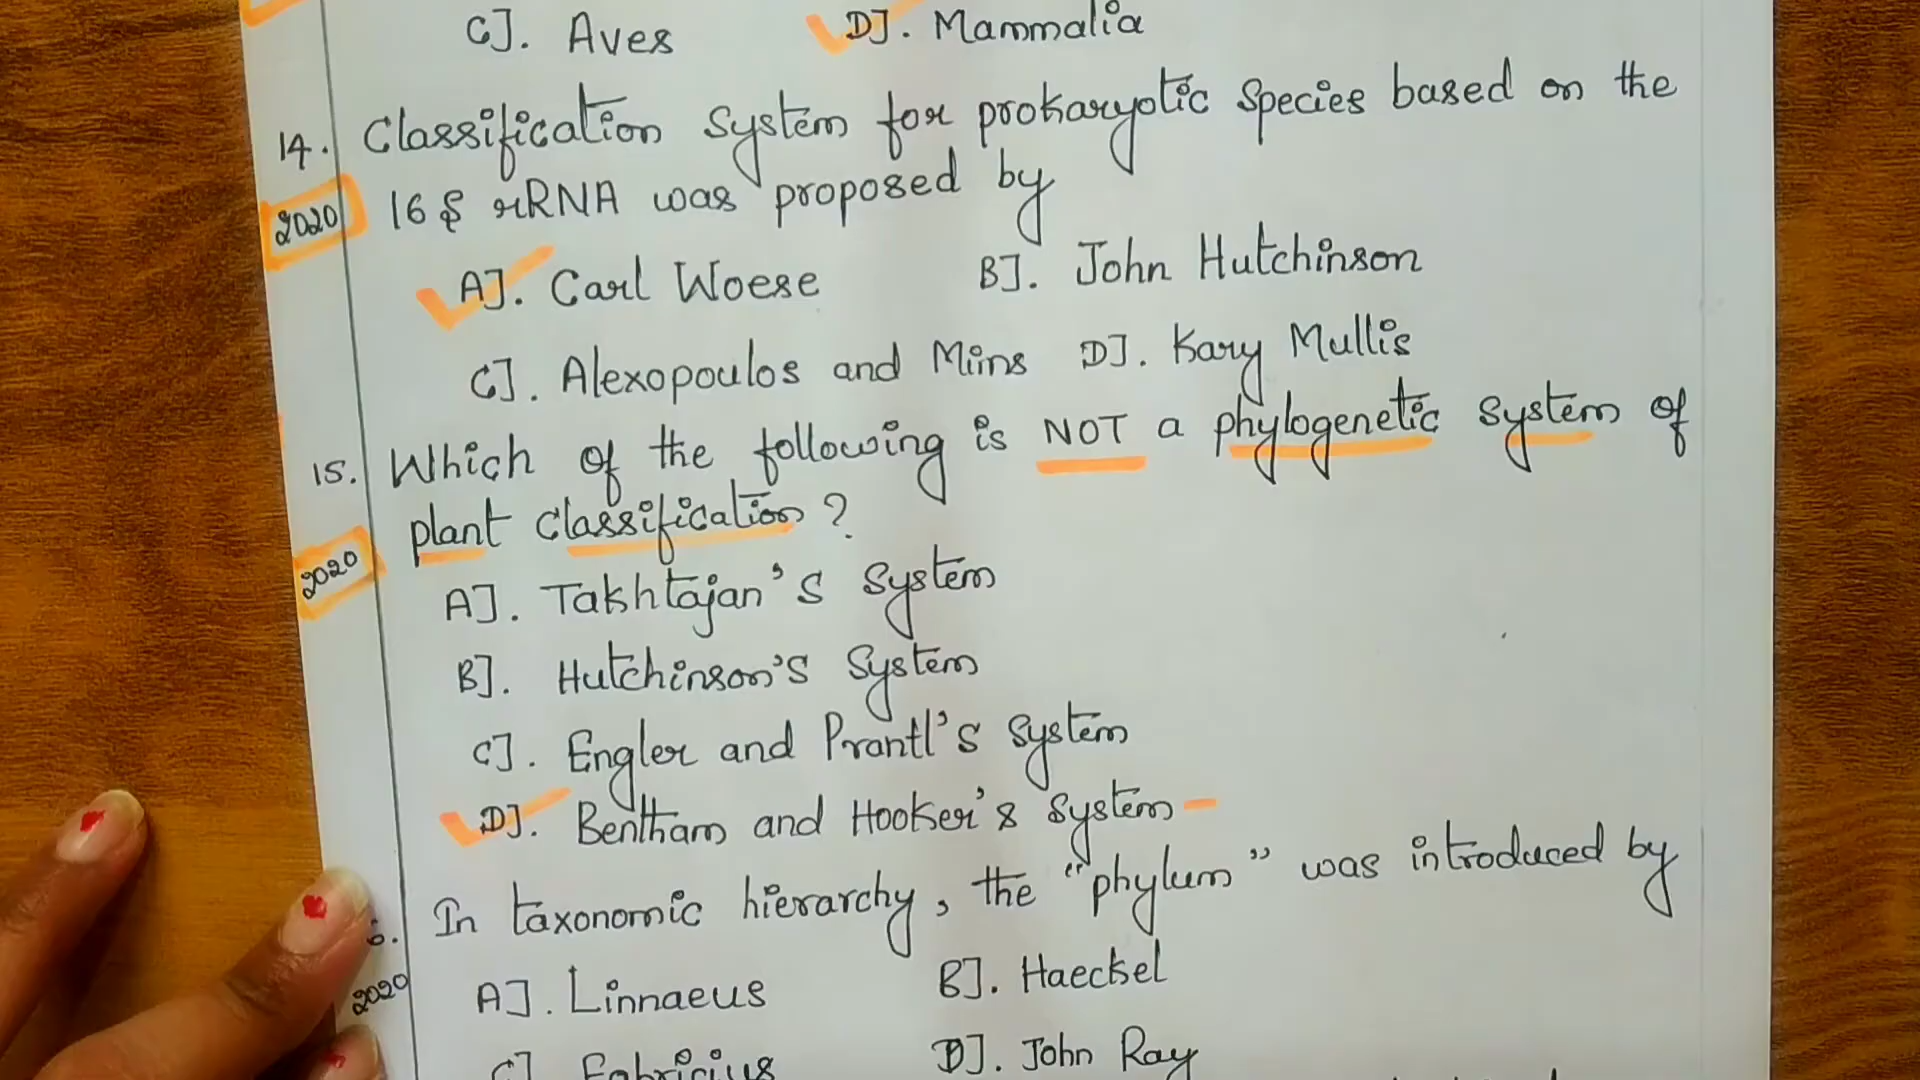 C]. Aves D]. Mammalia
14. Classification System for prokaryotic Species based on the
2020 16 S rRNA was proposed by
A]. Carl Woese B]. John Hutchinson
C]. Alexopoulos and Mims D]. Kary Mullis
15. Which of the following is NOT a phylogenetic System of
plant Classification ?
2020
A]. Takhtajan's System
B]. Hutchinson's System
C]. Engler and Prantl's System
D]. Bentham and Hooker's System
6. In taxonomic hierarchy, the "phylum" was introduced by
2020 A]. Linnaeus B]. Haeckel
C] Fabricius D]. John Ray